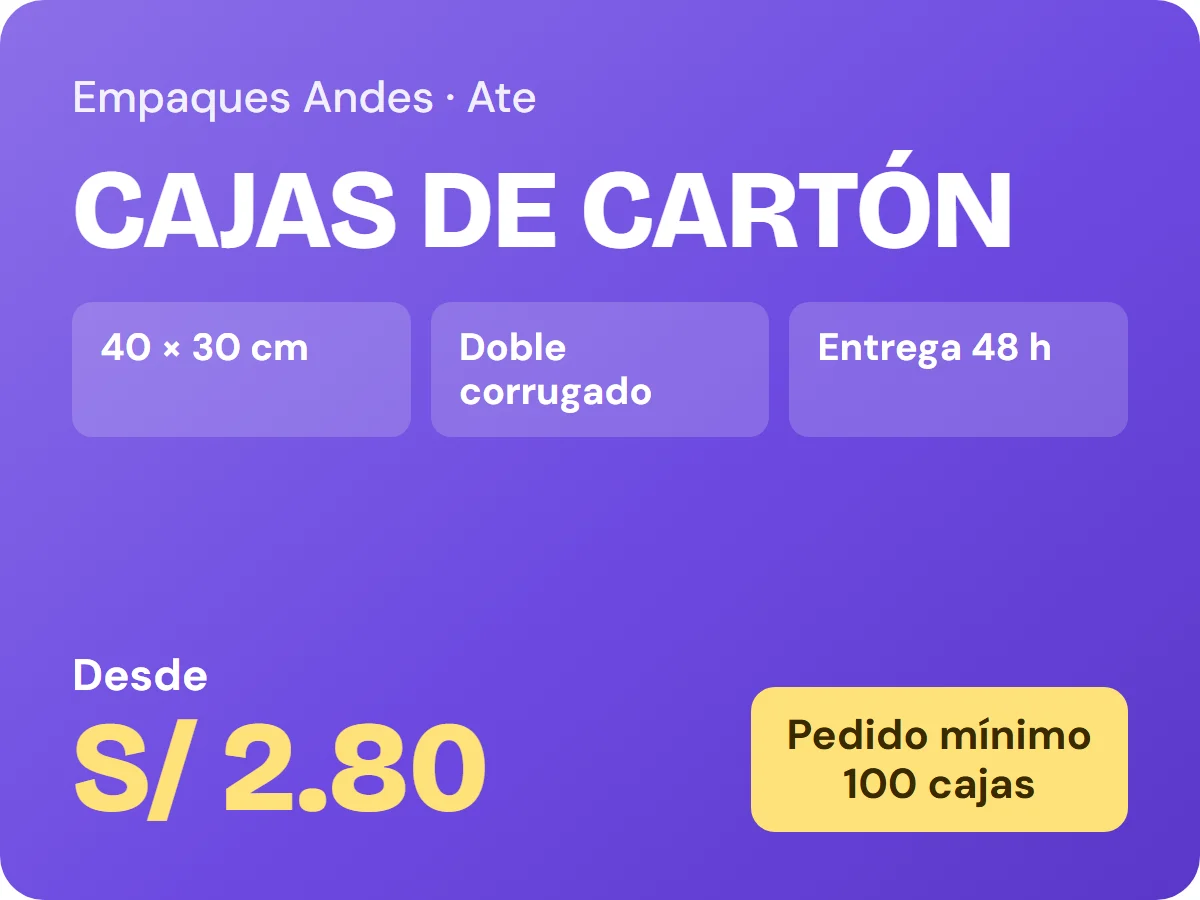 Empaques Andes · Ate
CAJAS DE CARTÓN
40 × 30 cm
Doble
corrugado
Entrega 48 h
Desde
S/ 2.80
Pedido mínimo
100 cajas